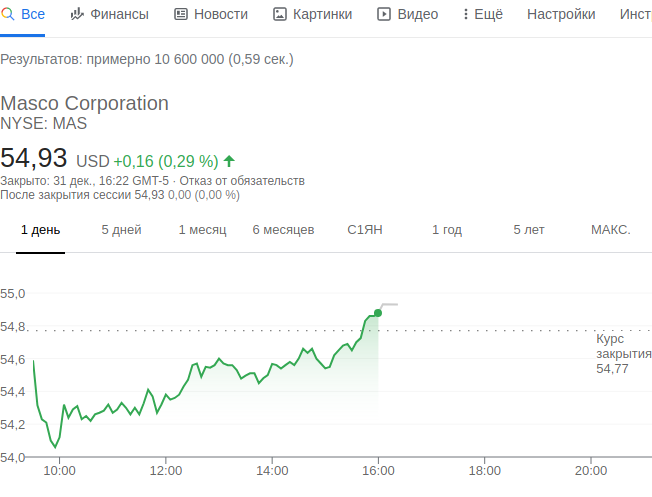 Все Финансы Новости Картинки Видео Ещё Настройки Инст
Результатов: примерно 10 600 000 (0,59 сек.)
Masco Corporation
NYSE: MAS
54,93 USD +0,16 (0,29 %)
Закрыто: 31 дек., 16:22 GMT-5 · Отказ от обязательств
После закрытия сессии 54,93 0,00 (0,00 %)
1 день 5 дней 1 месяц 6 месяцев С1ЯН 1 год 5 лет МАКС.
55,0
54,8
Курс
закрытия
54,77
54,6
54,4
54,2
54,0
10:00 12:00 14:00 16:00 18:00 20:00